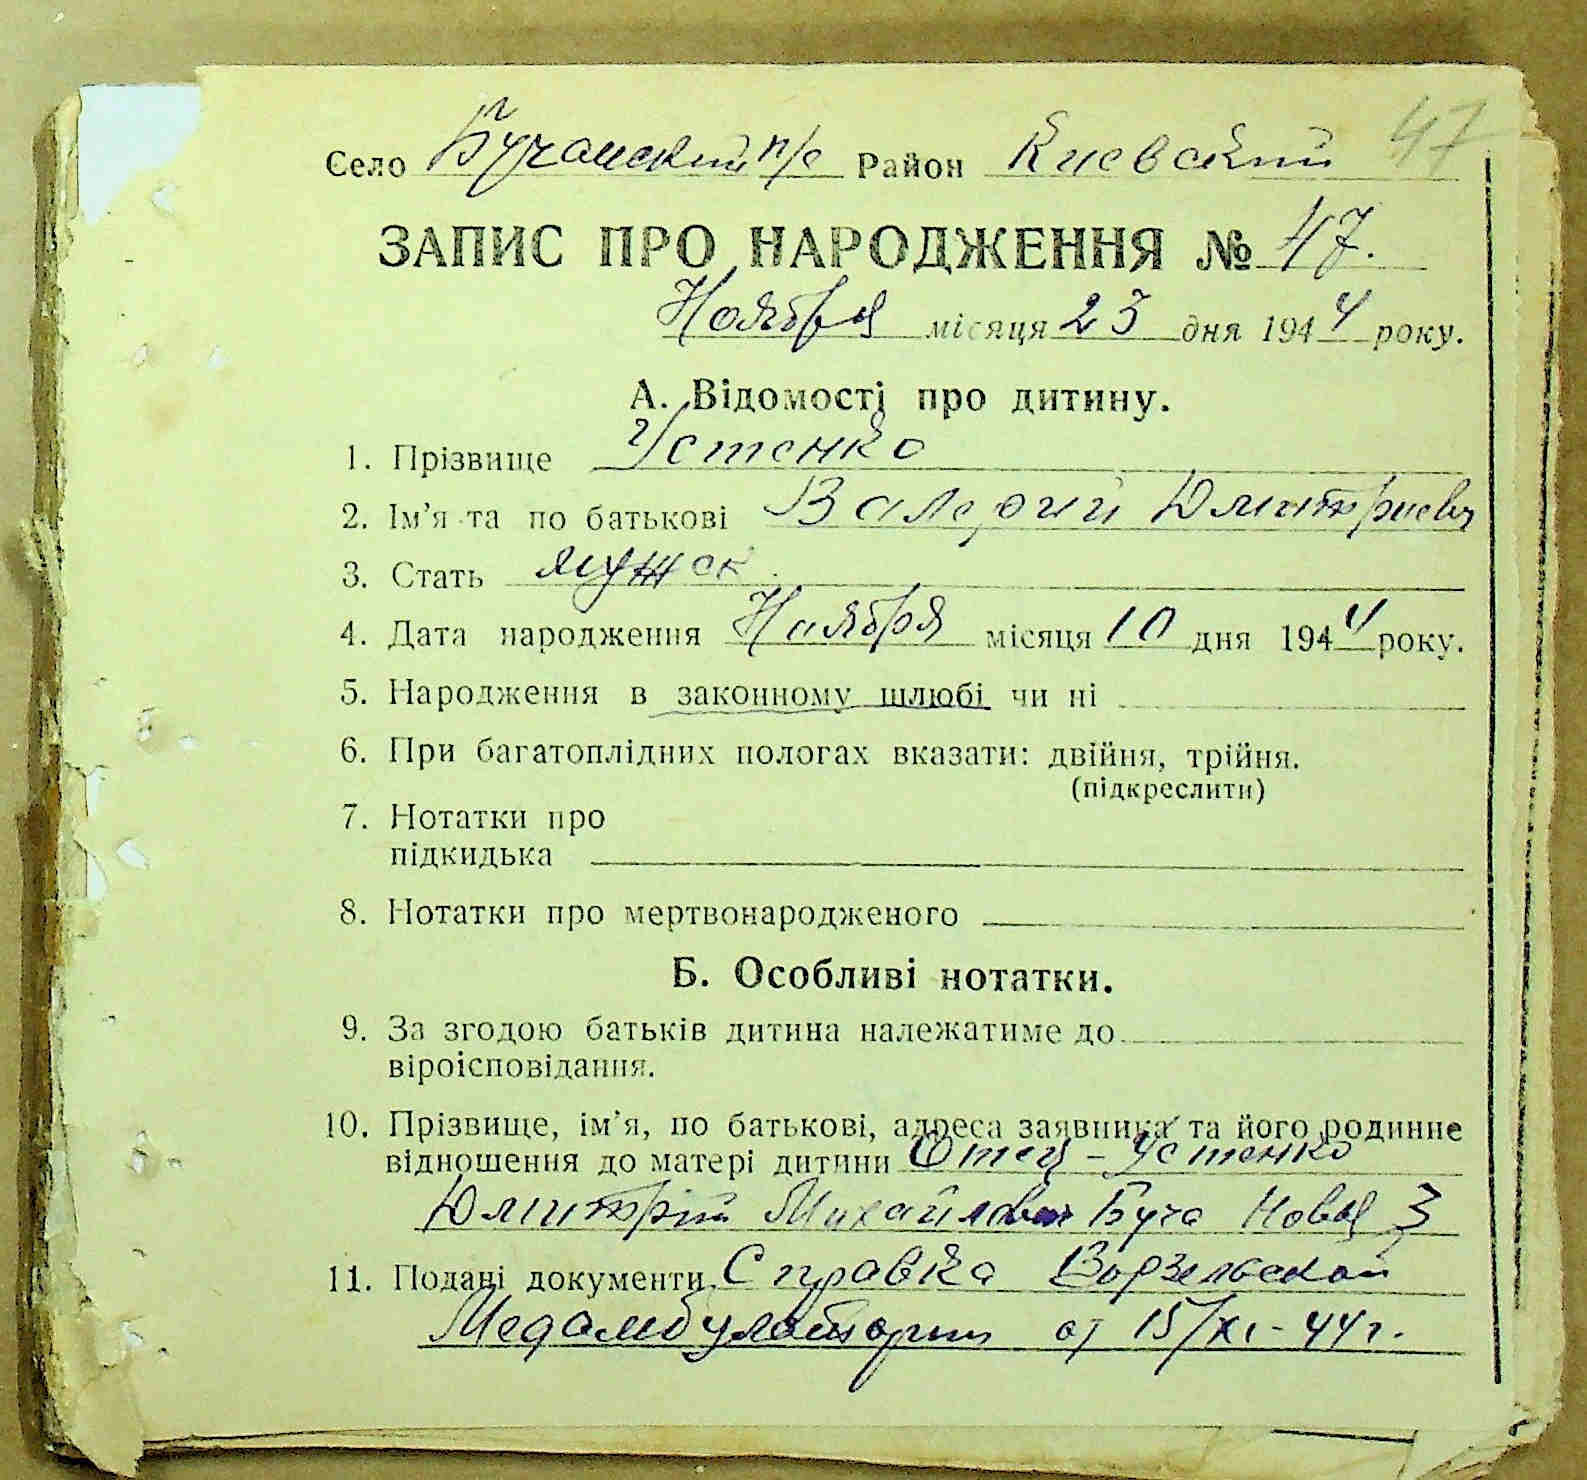 47
Село Бучанский п/с Район Киевский
ЗАПИС ПРО НАРОДЖЕННЯ № 47.
Ноября місяця 23 дня 1944 року.
А. Відомості про дитину.
1. Прізвище Устенко
2. Ім'я та по батькові Валерий Дмитриевич
3. Стать мужск
4. Дата народження Ноября місяця 10 дня 1944 року.
5. Народження в законному шлюбі чи ні
6. При багатоплідних пологах вказати: двійня, трійня.
(підкреслити)
7. Нотатки про
підкидька
8. Нотатки про мертвонародженого
Б. Особливі нотатки.
9. За згодою батьків дитина належатиме до
віроісповідання.
10. Прізвище, ім'я, по батькові, адреса заявника та його родинне
відношення до матері дитини Отец - Устенко
Дмитрий Михайлович Буча Новая 3
11. Подані документи Справка Ворзельской
Медамбулатории от 15/XI-44г.